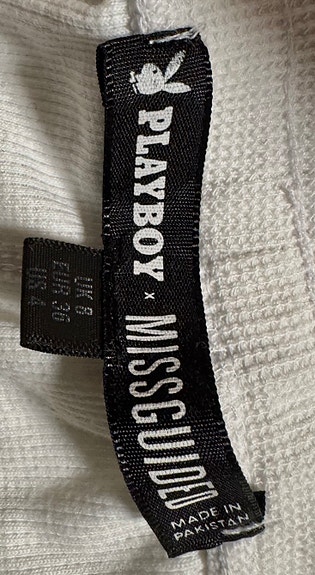 PLAYBOY x MISSGUIDED
MADE IN
PAKISTAN
UK 8
EUR 36
US 4